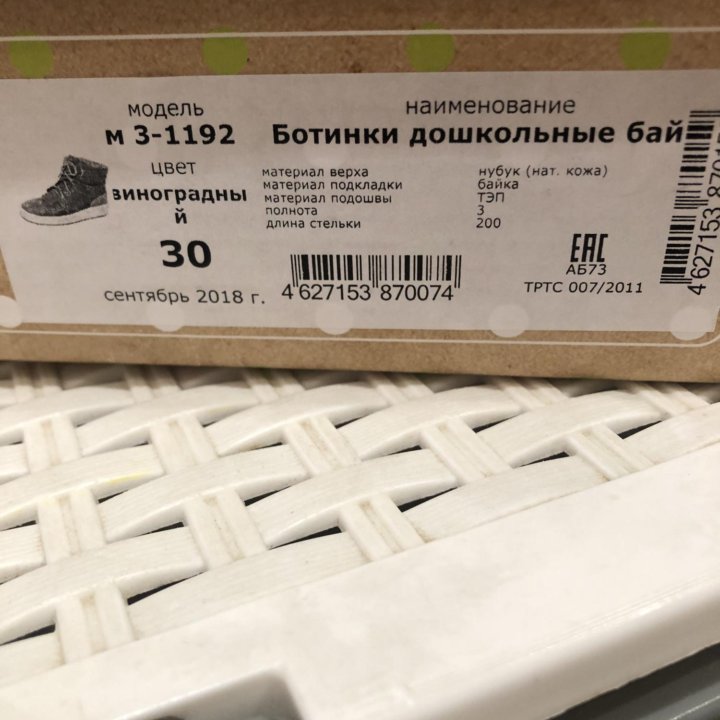 модель
м 3-1192
цвет
виноградны
й
30
сентябрь 2018 г.
наименование
Ботинки дошкольные бай
материал верха нубук (нат. кожа)
материал подкладки байка
материал подошвы ТЭП
полнота 3
длина стельки 200
4 627153 870074
ЕАС
АБ73
ТРТС 007/2011